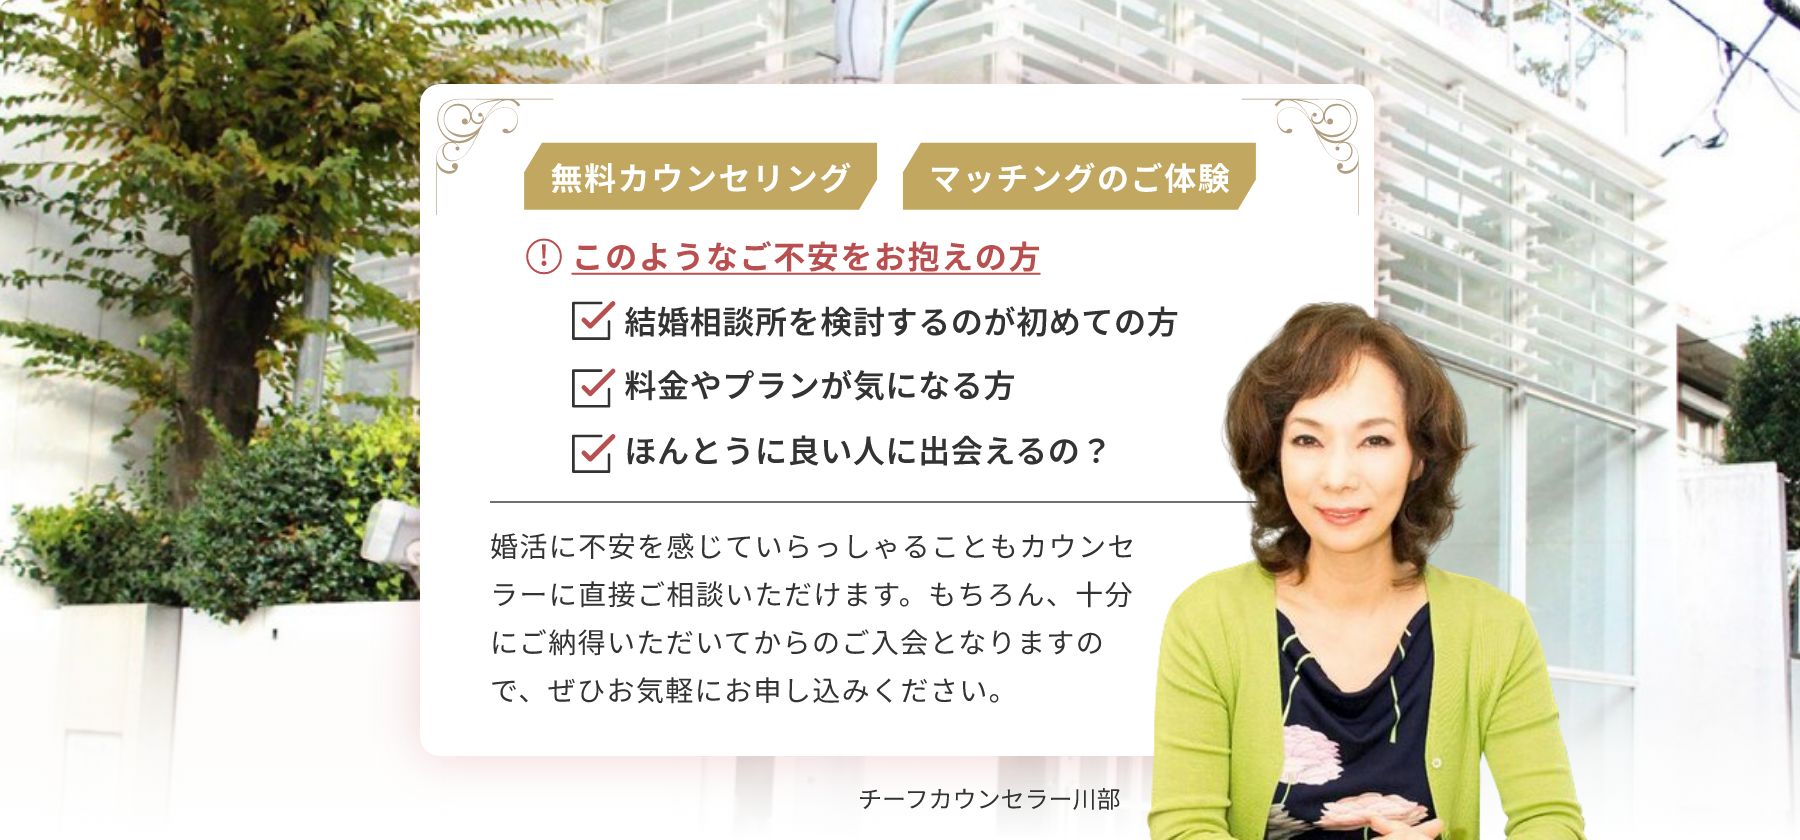 無料カウンセリング
マッチングのご体験
! このようなご不安をお抱えの方
結婚相談所を検討するのが初めての方
料金やプランが気になる方
ほんとうに良い人に出会えるの？
婚活に不安を感じていらっしゃることもカウンセ
ラーに直接ご相談いただけます。もちろん、十分
にご納得いただいてからのご入会となりますの
で、ぜひお気軽にお申し込みください。
チーフカウンセラー川部